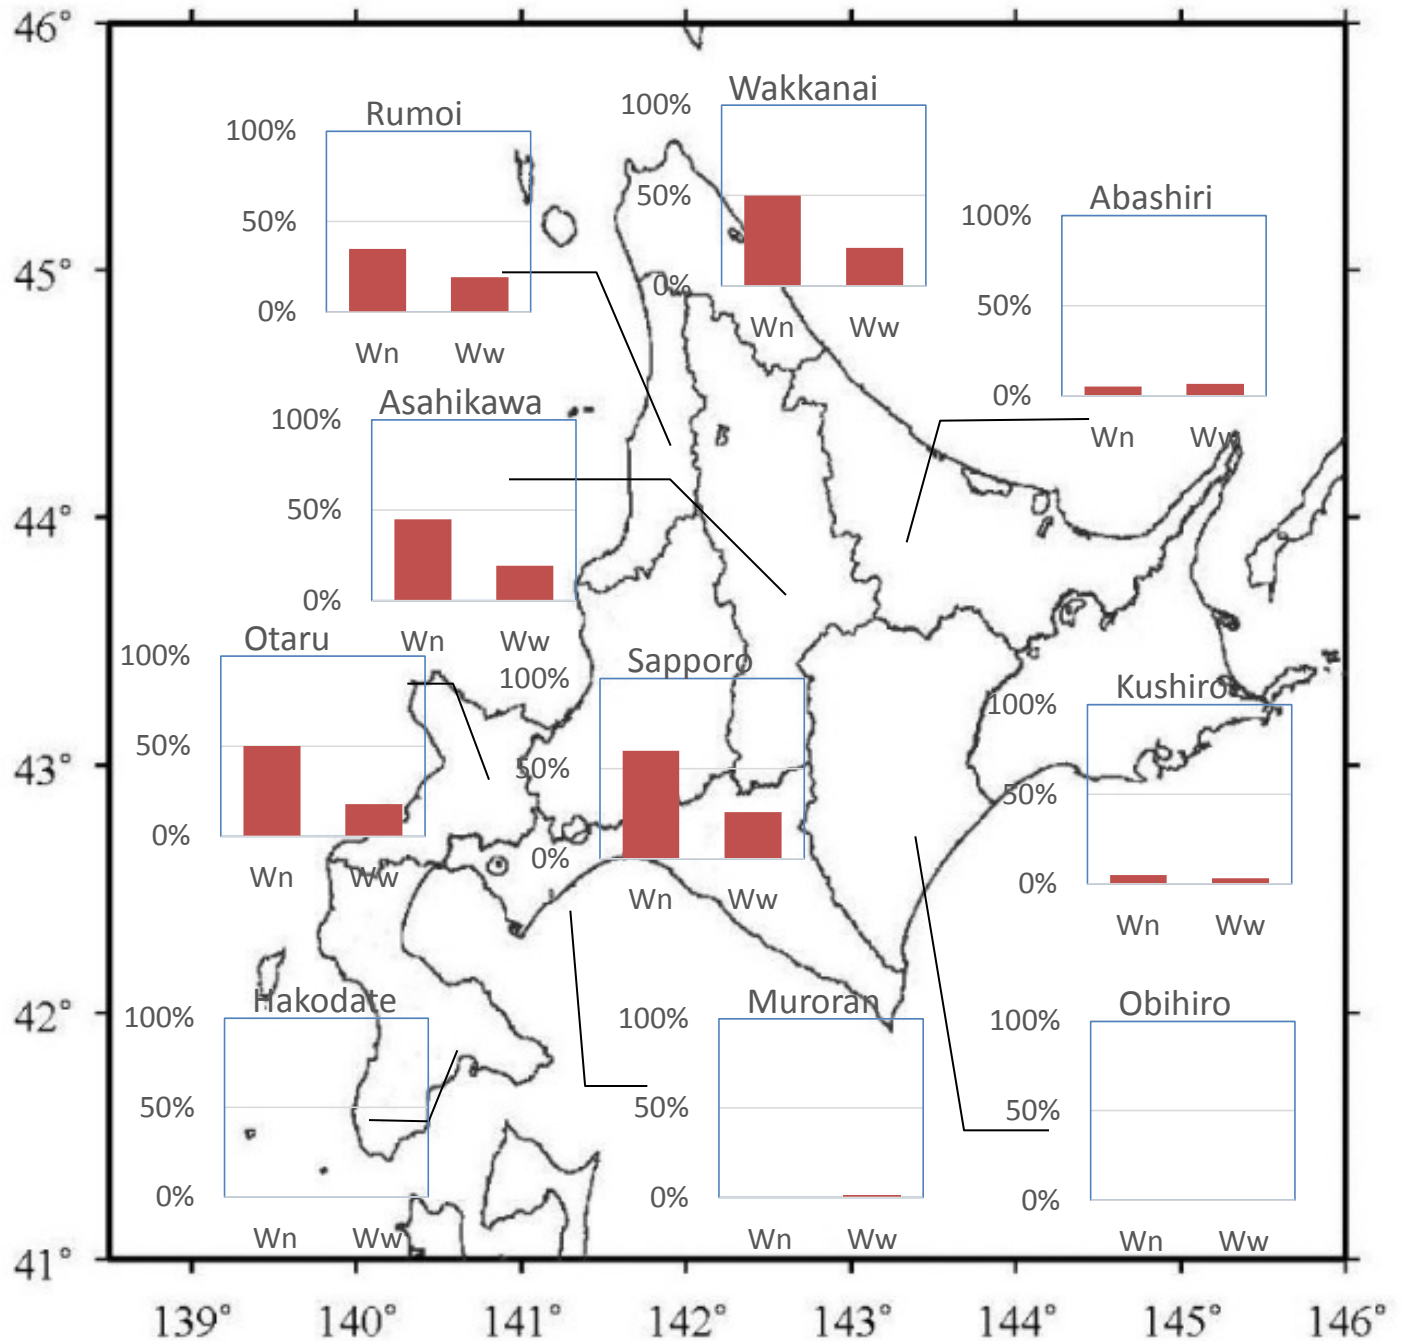 46°
45°
44°
43°
42°
41°
139°
140°
141°
142°
143°
144°
145°
146°
Rumoi
100%
50%
0%
Wn
Ww
Wakkanai
100%
50%
0%
Wn
Ww
Abashiri
100%
50%
0%
Wn
Ww
Asahikawa
100%
50%
0%
Wn
Ww
Otaru
100%
50%
0%
Wn
Ww
Sapporo
100%
50%
0%
Wn
Ww
Kushiro
100%
50%
0%
Wn
Ww
Hakodate
100%
50%
0%
Wn
Ww
Muroran
100%
50%
0%
Wn
Ww
Obihiro
100%
50%
0%
Wn
Ww